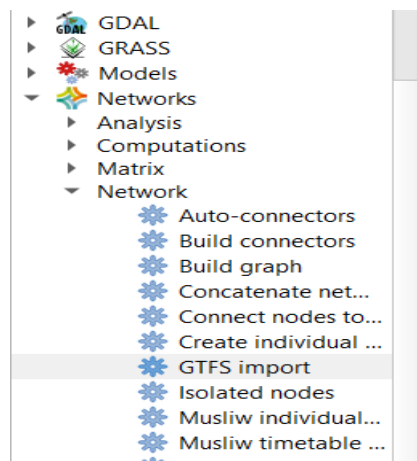 GDAL GDAL
GRASS
Models
Networks
Analysis
Computations
Matrix
Network
Auto-connectors
Build connectors
Build graph
Concatenate net...
Connect nodes to...
Create individual ...
GTFS import
Isolated nodes
Musliw individual...
Musliw timetable ...